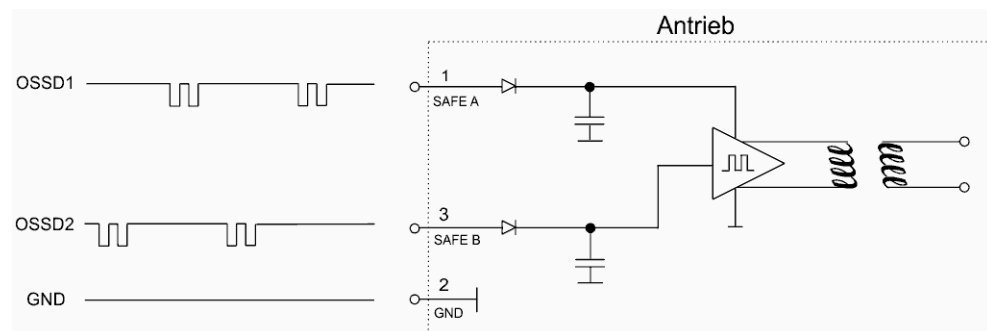 Antrieb
OSSD1
1
SAFE A
OSSD2
3
SAFE B
GND
2
GND